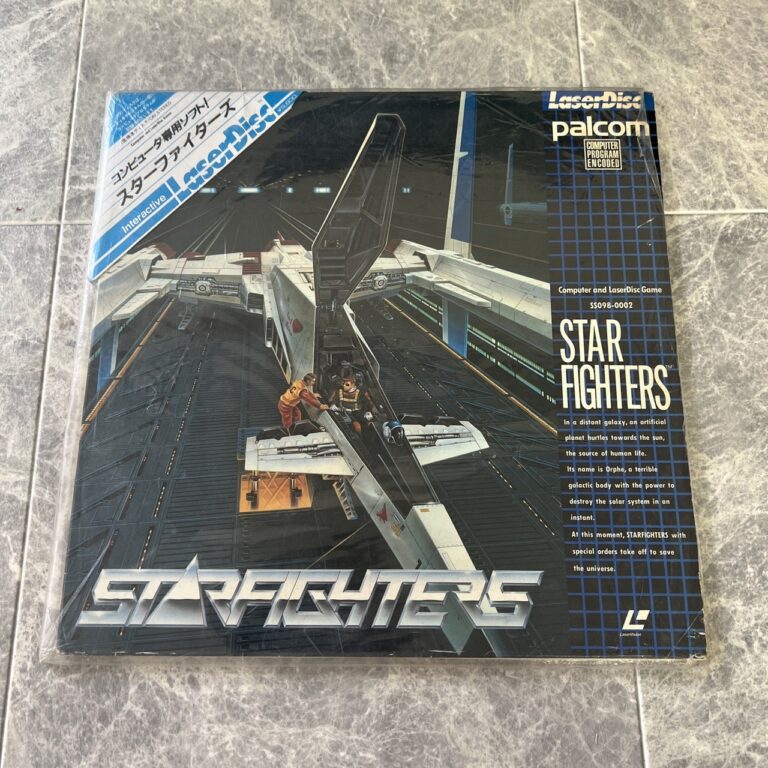 コンピュータ専用ソフト!
スターファイターズ
Interactive LaserDisc
LaserDisc
palcom
COMPUTER
PROGRAM
ENCODED
Computer and LaserDisc Game
SS098-0002
STAR
FIGHTERS
In a distant galaxy, an artificial
planet hurtles towards the sun,
the source of human life.
Its name is Orphe, a terrible
galactic body with the power to
destroy the solar system in an
instant.
At this moment, STARFIGHTERS with
special orders take off to save
the universe.
STARFIGHTERS
LaserVision